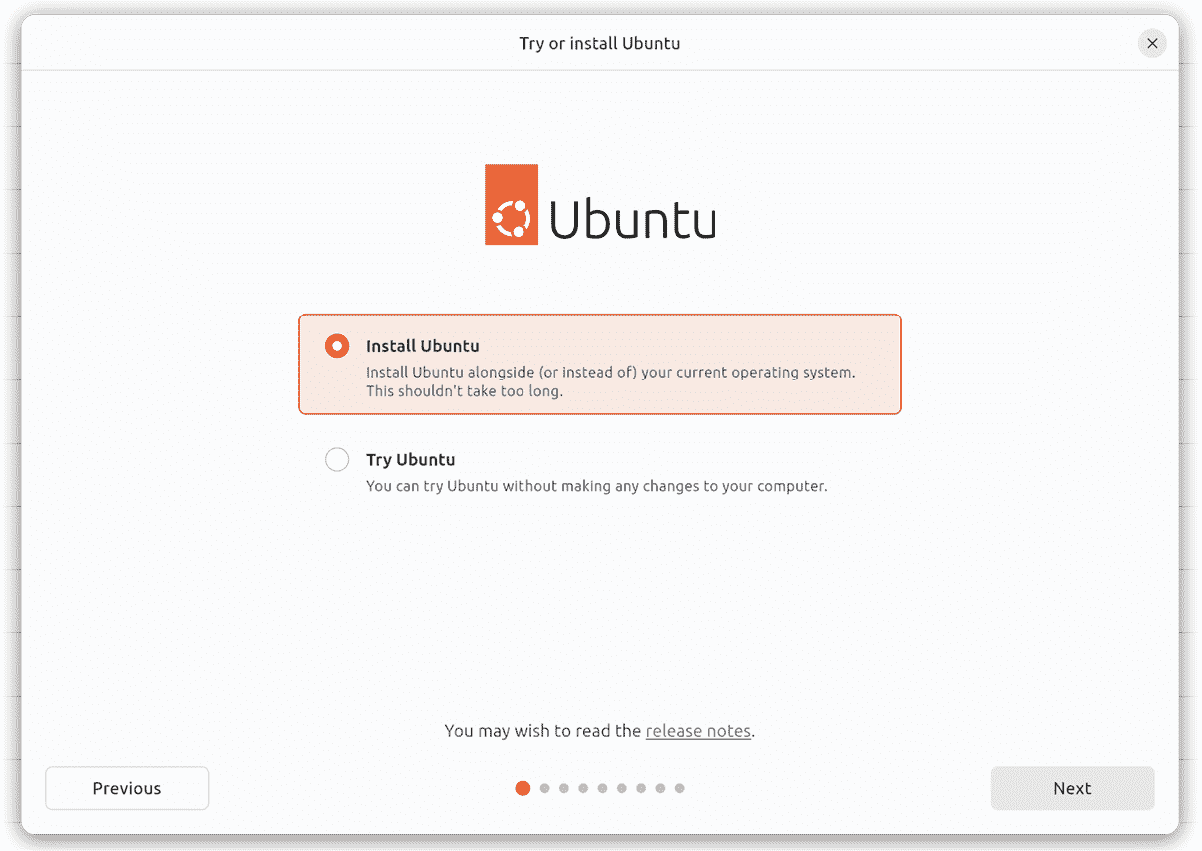 Try or install Ubuntu
Ubuntu
Install Ubuntu
Install Ubuntu alongside (or instead of) your current operating system.
This shouldn't take too long.
Try Ubuntu
You can try Ubuntu without making any changes to your computer.
You may wish to read the release notes.
Previous
Next